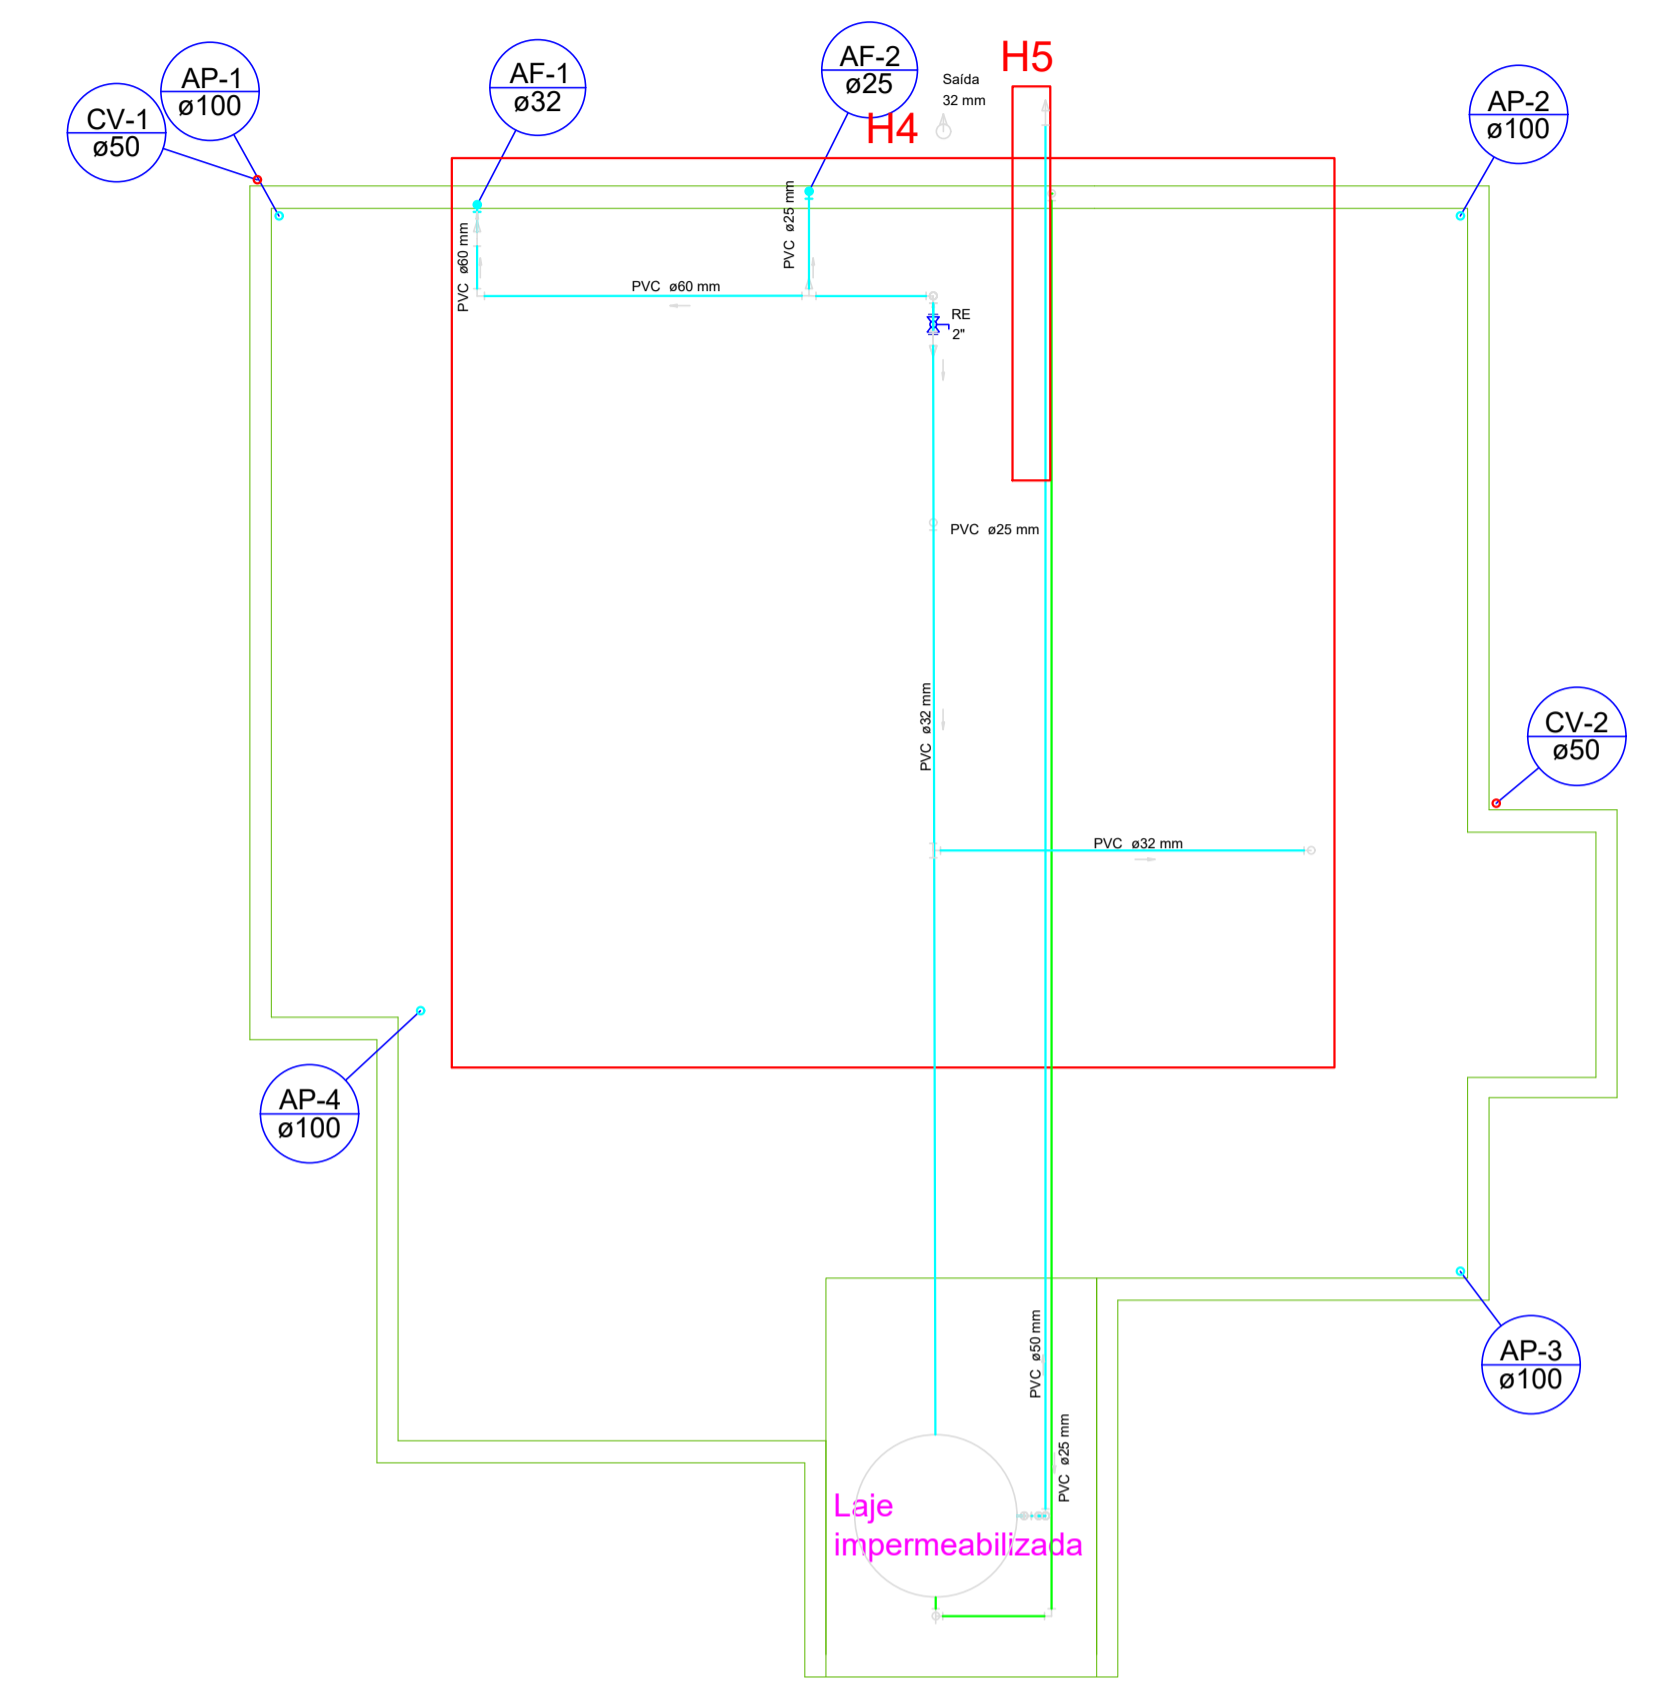 H5
AF-2
ø25
AP-1
ø100
AF-1
ø32
Saída
32 mm
AP-2
ø100
CV-1
ø50
H4
PVC ø25 mm
PVC ø60 mm
PVC ø60 mm
RE
2"
PVC ø25 mm
PVC ø32 mm
CV-2
ø50
PVC ø32 mm
AP-4
ø100
PVC ø50 mm
AP-3
ø100
PVC ø25 mm
Laje
impermeabilizada